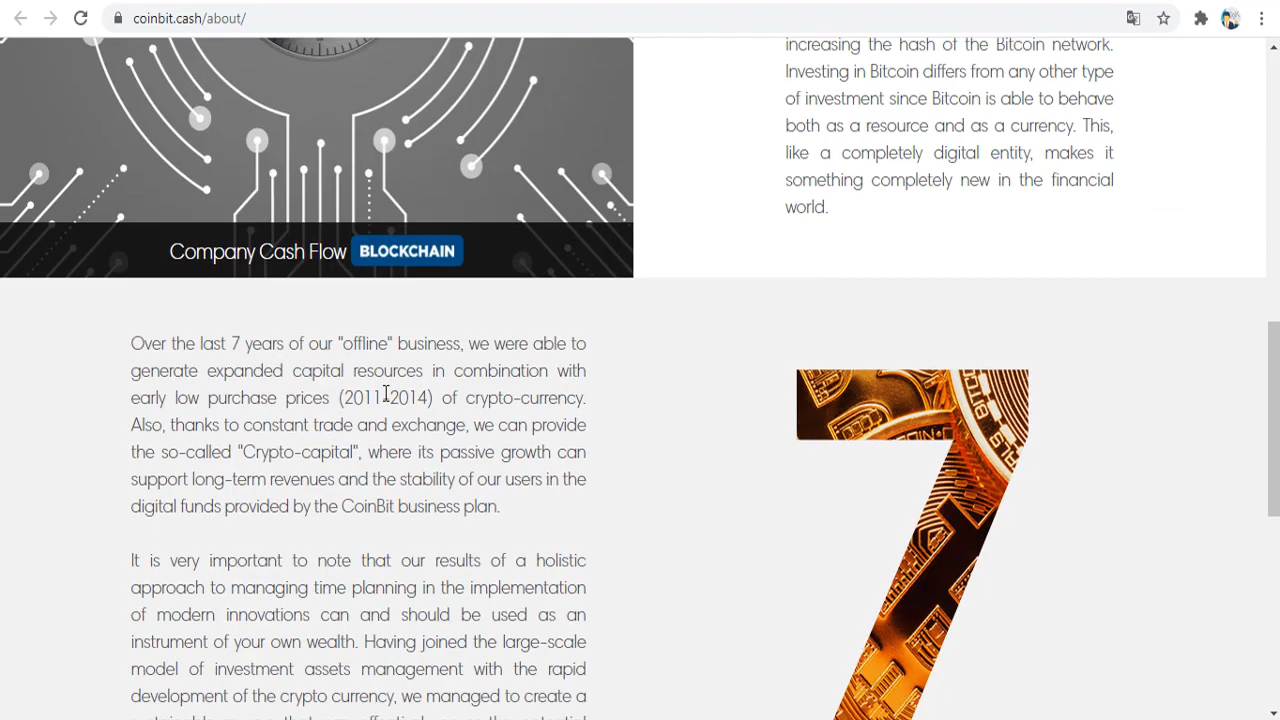 coinbit.cash/about/
increasing the hash of the Bitcoin network.
Investing in Bitcoin differs from any other type
of investment since Bitcoin is able to behave
both as a resource and as a currency. This,
like a completely digital entity, makes it
something completely new in the financial
world.
Company Cash Flow BLOCKCHAIN
Over the last 7 years of our "offline" business, we were able to
generate expanded capital resources in combination with
early low purchase prices (2011-2014) of crypto-currency.
Also, thanks to constant trade and exchange, we can provide
the so-called "Crypto-capital", where its passive growth can
support long-term revenues and the stability of our users in the
digital funds provided by the CoinBit business plan.
It is very important to note that our results of a holistic
approach to managing time planning in the implementation
of modern innovations can and should be used as an
instrument of your own wealth. Having joined the large-scale
model of investment assets management with the rapid
development of the crypto currency, we managed to create a
7